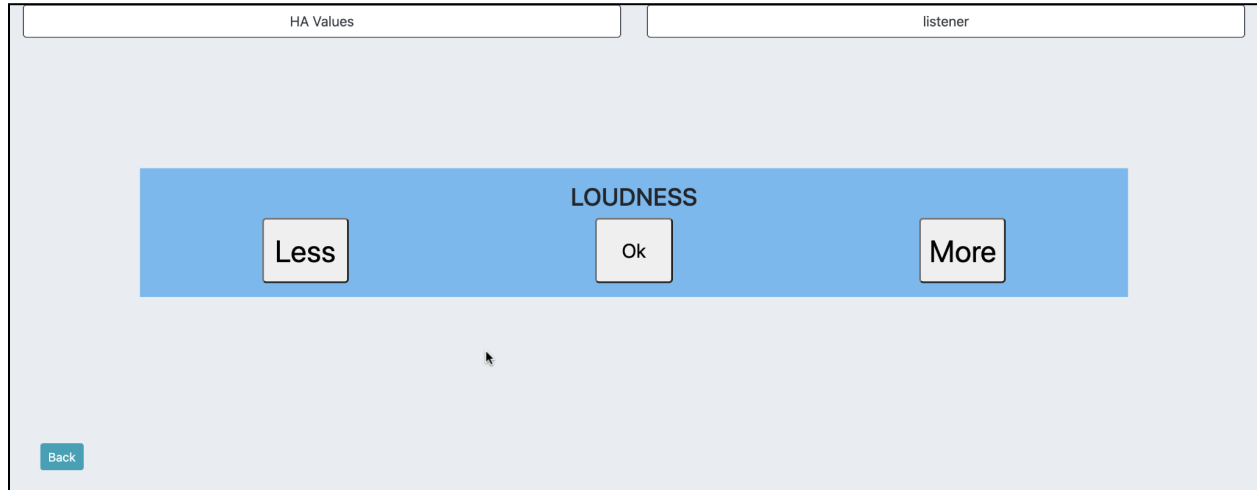 HA Values
listener
LOUDNESS
Less
Ok
More
Back